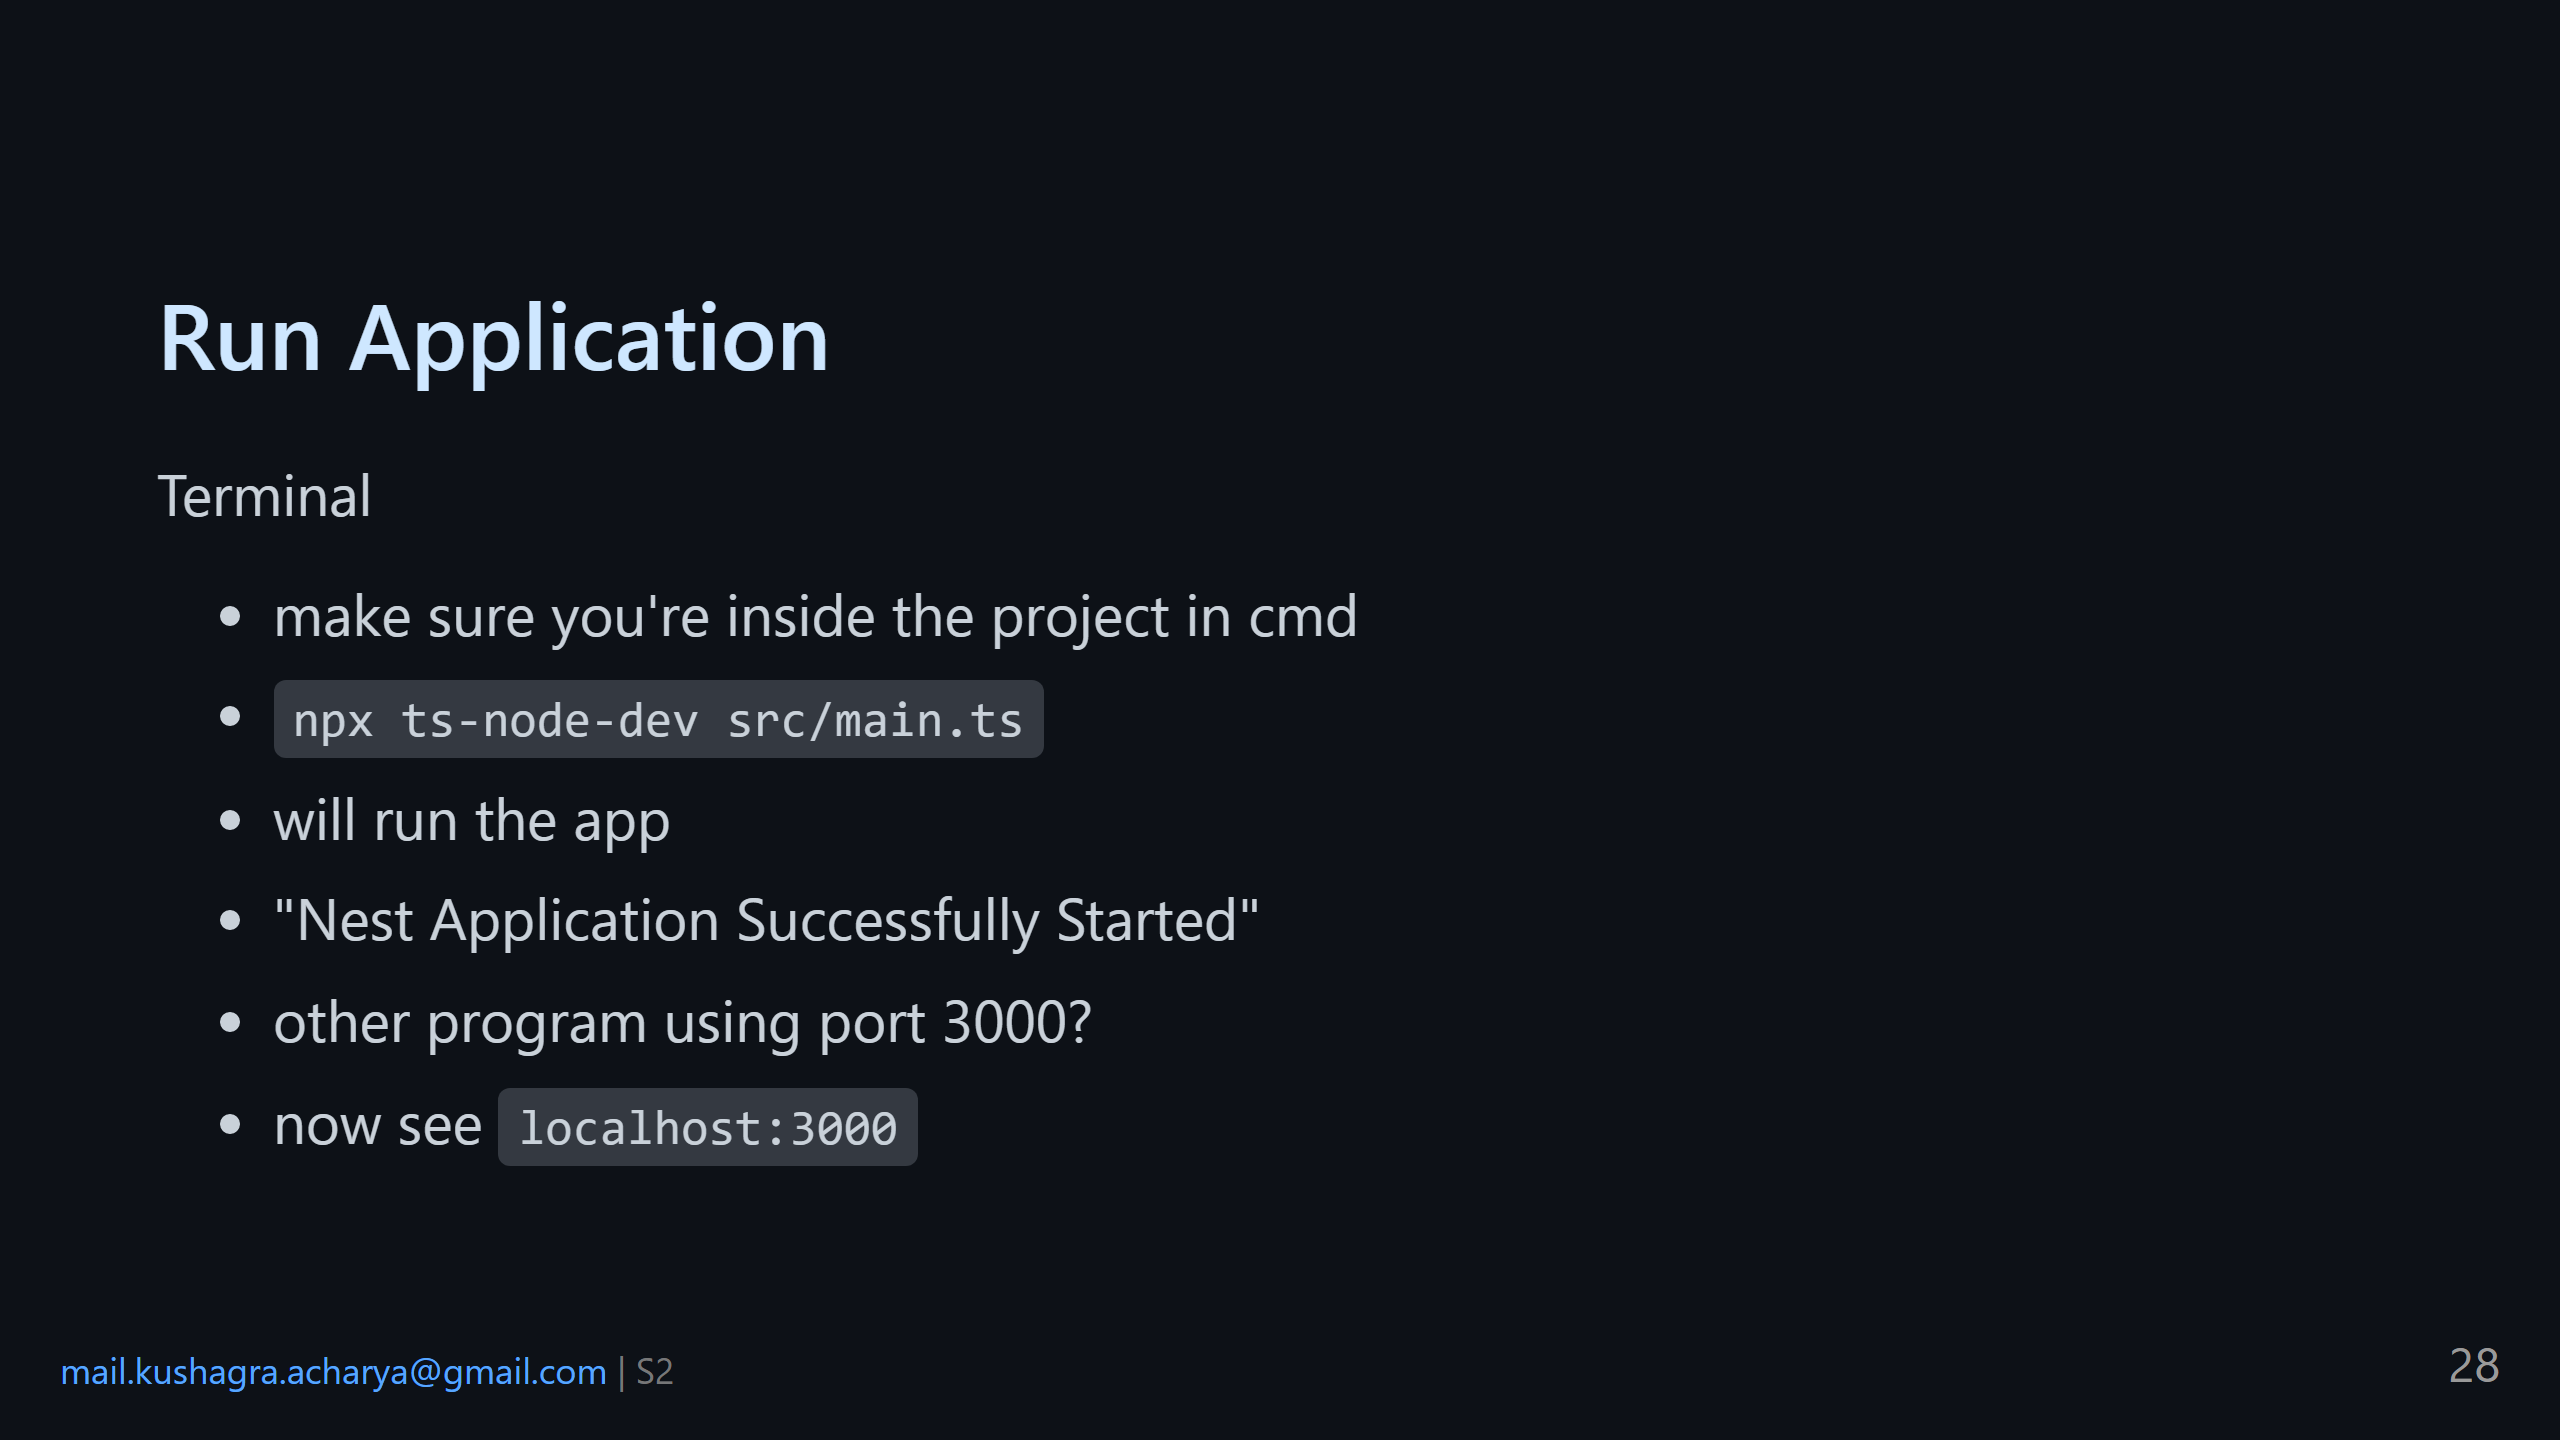 Run Application
Terminal
• make sure you're inside the project in cmd
• npx ts-node-dev src/main.ts
• will run the app
• "Nest Application Successfully Started"
• other program using port 3000?
• now see localhost:3000
mail.kushagra.acharya@gmail.com | S2
28